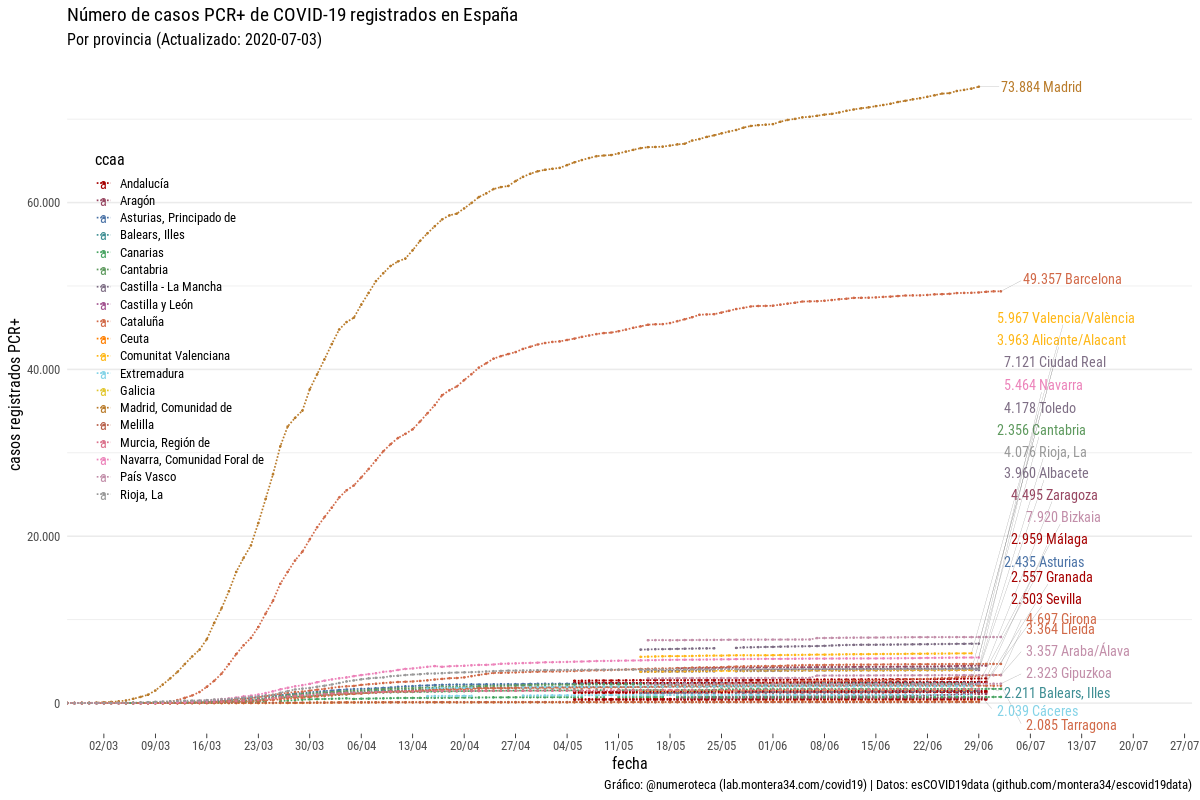 Número de casos PCR+ de COVID-19 registrados en España
Por provincia (Actualizado: 2020-07-03)
73.884 Madrid
ccaa
Andalucía
Aragón
Asturias, Principado de
Balears, Illes
Canarias
Cantabria
Castilla - La Mancha
Castilla y León
Cataluña
Ceuta
Comunitat Valenciana
Extremadura
Galicia
Madrid, Comunidad de
Melilla
Murcia, Región de
Navarra, Comunidad Foral de
País Vasco
Rioja, La
60.000
40.000
20.000
0
casos registrados PCR+
49.357 Barcelona
5.967 Valencia/València
3.963 Alicante/Alacant
7.121 Ciudad Real
5.464 Navarra
4.178 Toledo
2.356 Cantabria
4.076 Rioja, La
3.960 Albacete
4.495 Zaragoza
7.920 Bizkaia
2.959 Málaga
2.435 Asturias
2.557 Granada
2.503 Sevilla
4.697 Girona
3.364 Lleida
3.357 Araba/Álava
2.323 Gipuzkoa
2.211 Balears, Illes
2.039 Cáceres
2.085 Tarragona
02/03 09/03 16/03 23/03 30/03 06/04 13/04 20/04 27/04 04/05 11/05 18/05 25/05 01/06 08/06 15/06 22/06 29/06 06/07 13/07 20/07 27/07
fecha
Gráfico: @numeroteca (lab.montera34.com/covid19) | Datos: esCOVID19data (github.com/montera34/escovid19data)